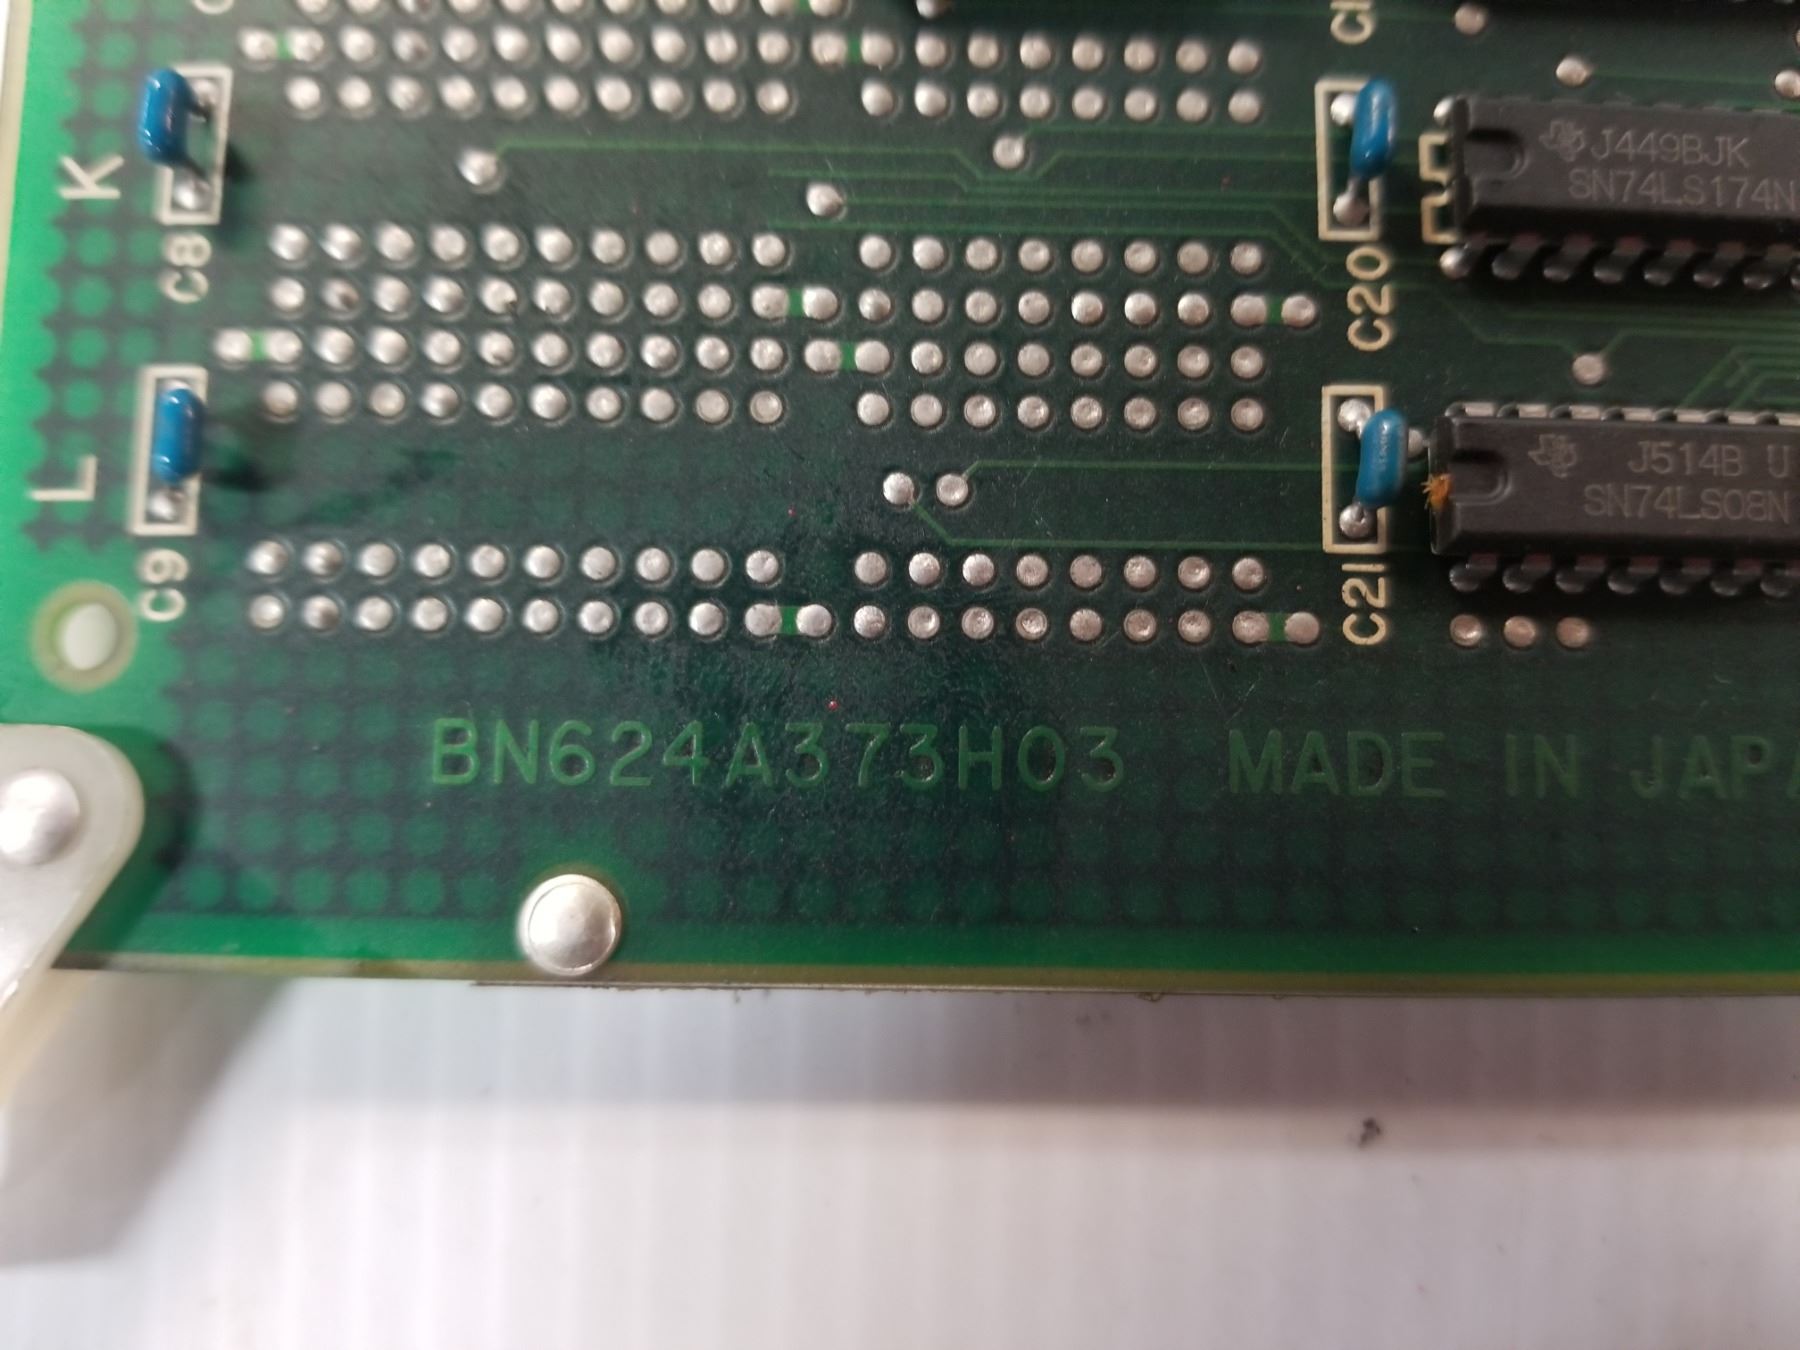 K
C8
L
C9
C20
C21
J449BJK
SN74LS174N
J514B U
SN74LS08N
BN624A373H03 MADE IN JAPA